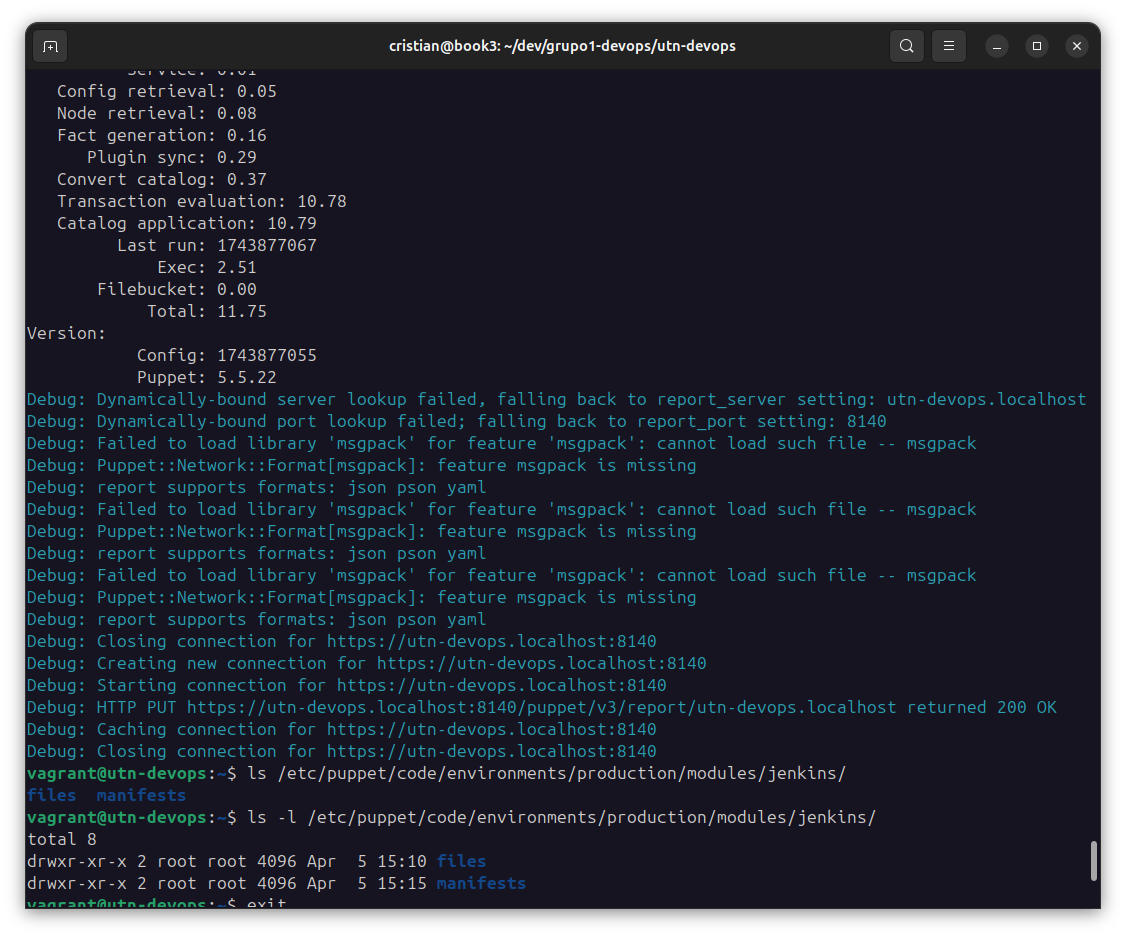 cristian@book3: ~/dev/grupo1-devops/utn-devops
Service: 0.01
Config retrieval: 0.05
Node retrieval: 0.08
Fact generation: 0.16
Plugin sync: 0.29
Convert catalog: 0.37
Transaction evaluation: 10.78
Catalog application: 10.79
Last run: 1743877067
Exec: 2.51
Filebucket: 0.00
Total: 11.75
Version:
Config: 1743877055
Puppet: 5.5.22
Debug: Dynamically-bound server lookup failed, falling back to report_server setting: utn-devops.localhost
Debug: Dynamically-bound port lookup failed; falling back to report_port setting: 8140
Debug: Failed to load library 'msgpack' for feature 'msgpack': cannot load such file -- msgpack
Debug: Puppet::Network::Format[msgpack]: feature msgpack is missing
Debug: report supports formats: json pson yaml
Debug: Failed to load library 'msgpack' for feature 'msgpack': cannot load such file -- msgpack
Debug: Puppet::Network::Format[msgpack]: feature msgpack is missing
Debug: report supports formats: json pson yaml
Debug: Failed to load library 'msgpack' for feature 'msgpack': cannot load such file -- msgpack
Debug: Puppet::Network::Format[msgpack]: feature msgpack is missing
Debug: report supports formats: json pson yaml
Debug: Closing connection for https://utn-devops.localhost:8140
Debug: Creating new connection for https://utn-devops.localhost:8140
Debug: Starting connection for https://utn-devops.localhost:8140
Debug: HTTP PUT https://utn-devops.localhost:8140/puppet/v3/report/utn-devops.localhost returned 200 OK
Debug: Caching connection for https://utn-devops.localhost:8140
Debug: Closing connection for https://utn-devops.localhost:8140
vagrant@utn-devops:~$ ls /etc/puppet/code/environments/production/modules/jenkins/
files  manifests
vagrant@utn-devops:~$ ls -l /etc/puppet/code/environments/production/modules/jenkins/
total 8
drwxr-xr-x 2 root root 4096 Apr  5 15:10 files
drwxr-xr-x 2 root root 4096 Apr  5 15:15 manifests
vagrant@utn-devops:~$ exit